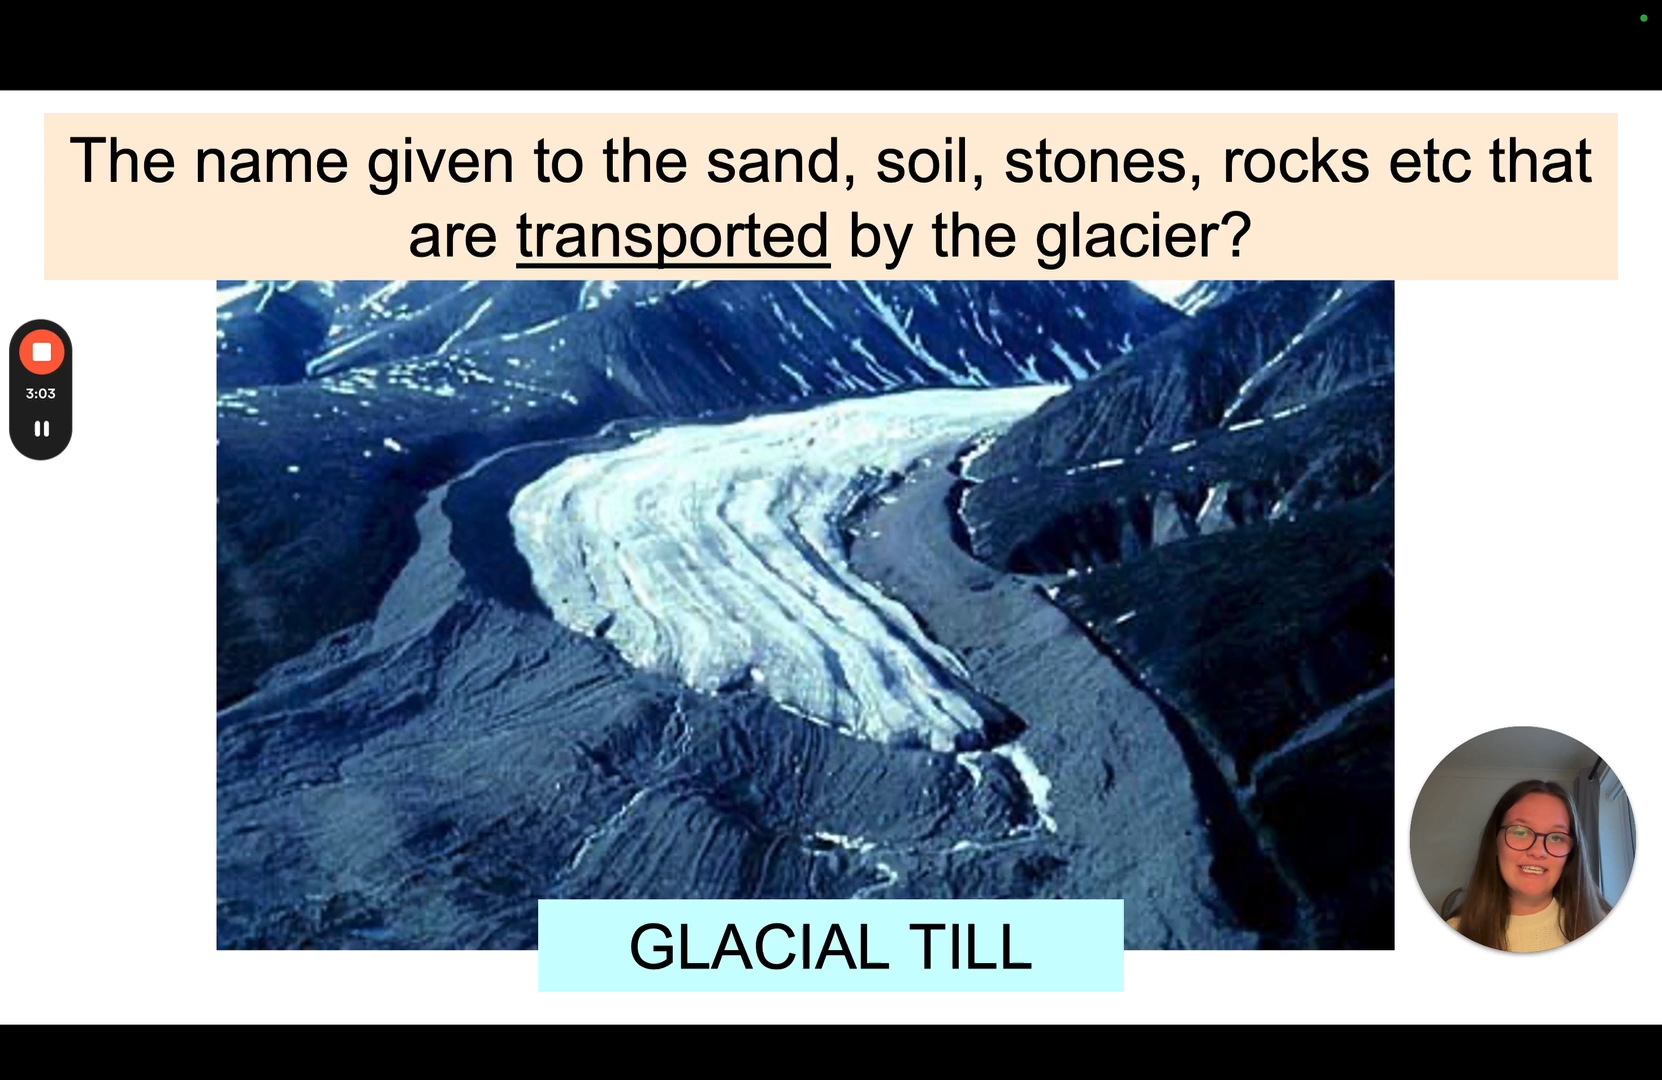 The name given to the sand, soil, stones, rocks etc that
are transported by the glacier?
3:03
GLACIAL TILL